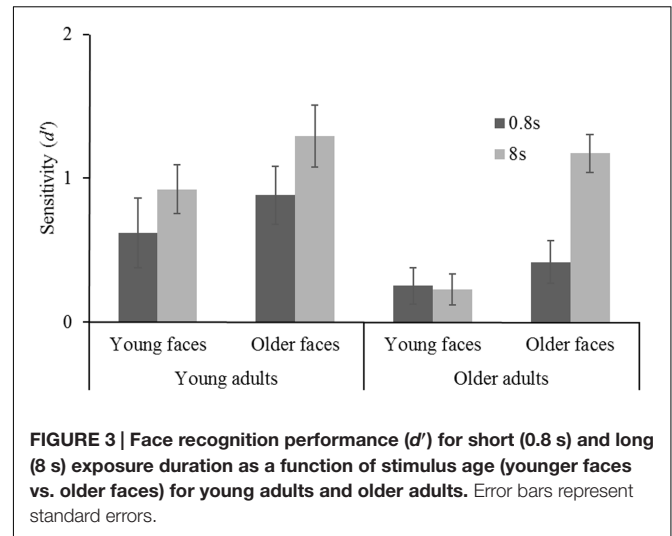 2
1
0
Sensitivity (d′)
0.8s
8s
Young faces Older faces Young faces Older faces
Young adults Older adults
FIGURE 3 | Face recognition performance (d′) for short (0.8 s) and long
(8 s) exposure duration as a function of stimulus age (younger faces
vs. older faces) for young adults and older adults. Error bars represent
standard errors.